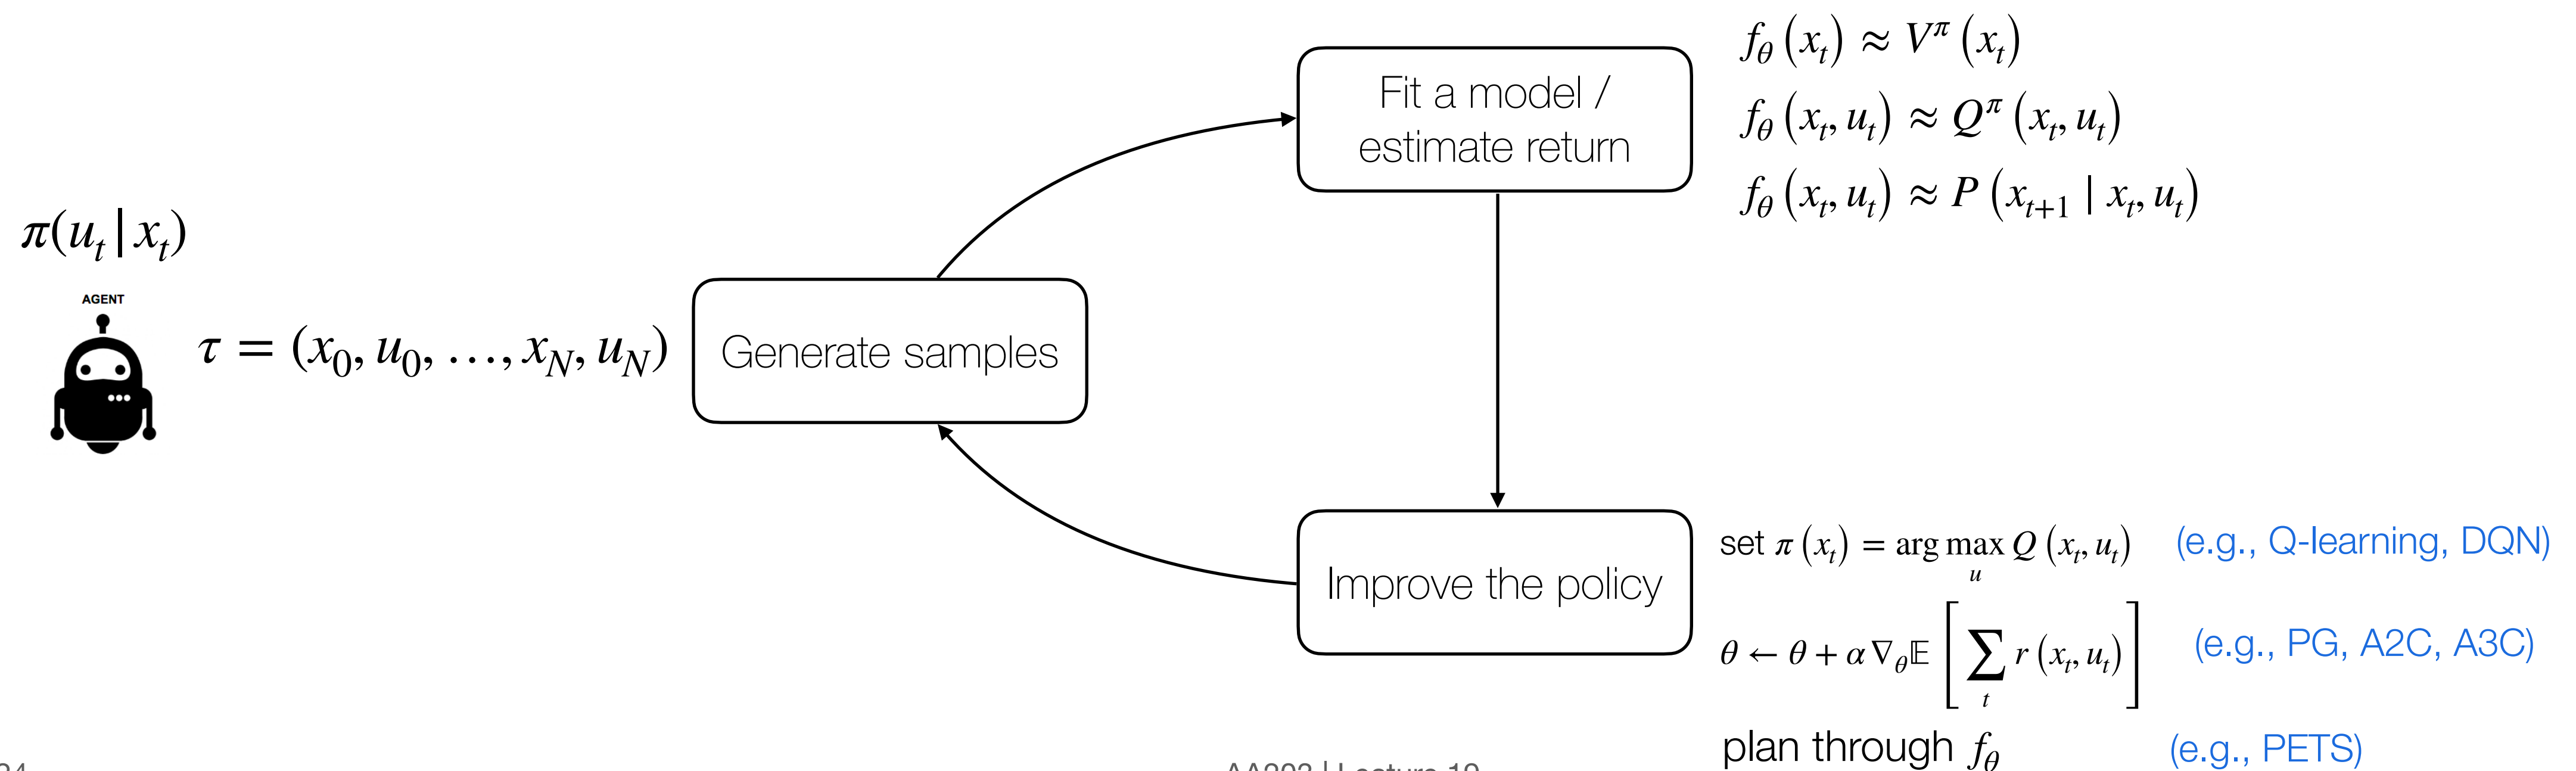 π(u_t | x_t)
AGENT
τ = (x_0, u_0, …, x_N, u_N)
Generate samples
Fit a model /
estimate return
f_θ (x_t) ≈ V^π (x_t)
f_θ (x_t, u_t) ≈ Q^π (x_t, u_t)
f_θ (x_t, u_t) ≈ P (x_{t+1} | x_t, u_t)
Improve the policy
set π (x_t) = arg max_u Q (x_t, u_t) (e.g., Q-learning, DQN)
θ ← θ + α ∇_θ 𝔼 [ ∑_t r (x_t, u_t) ] (e.g., PG, A2C, A3C)
plan through f_θ (e.g., PETS)